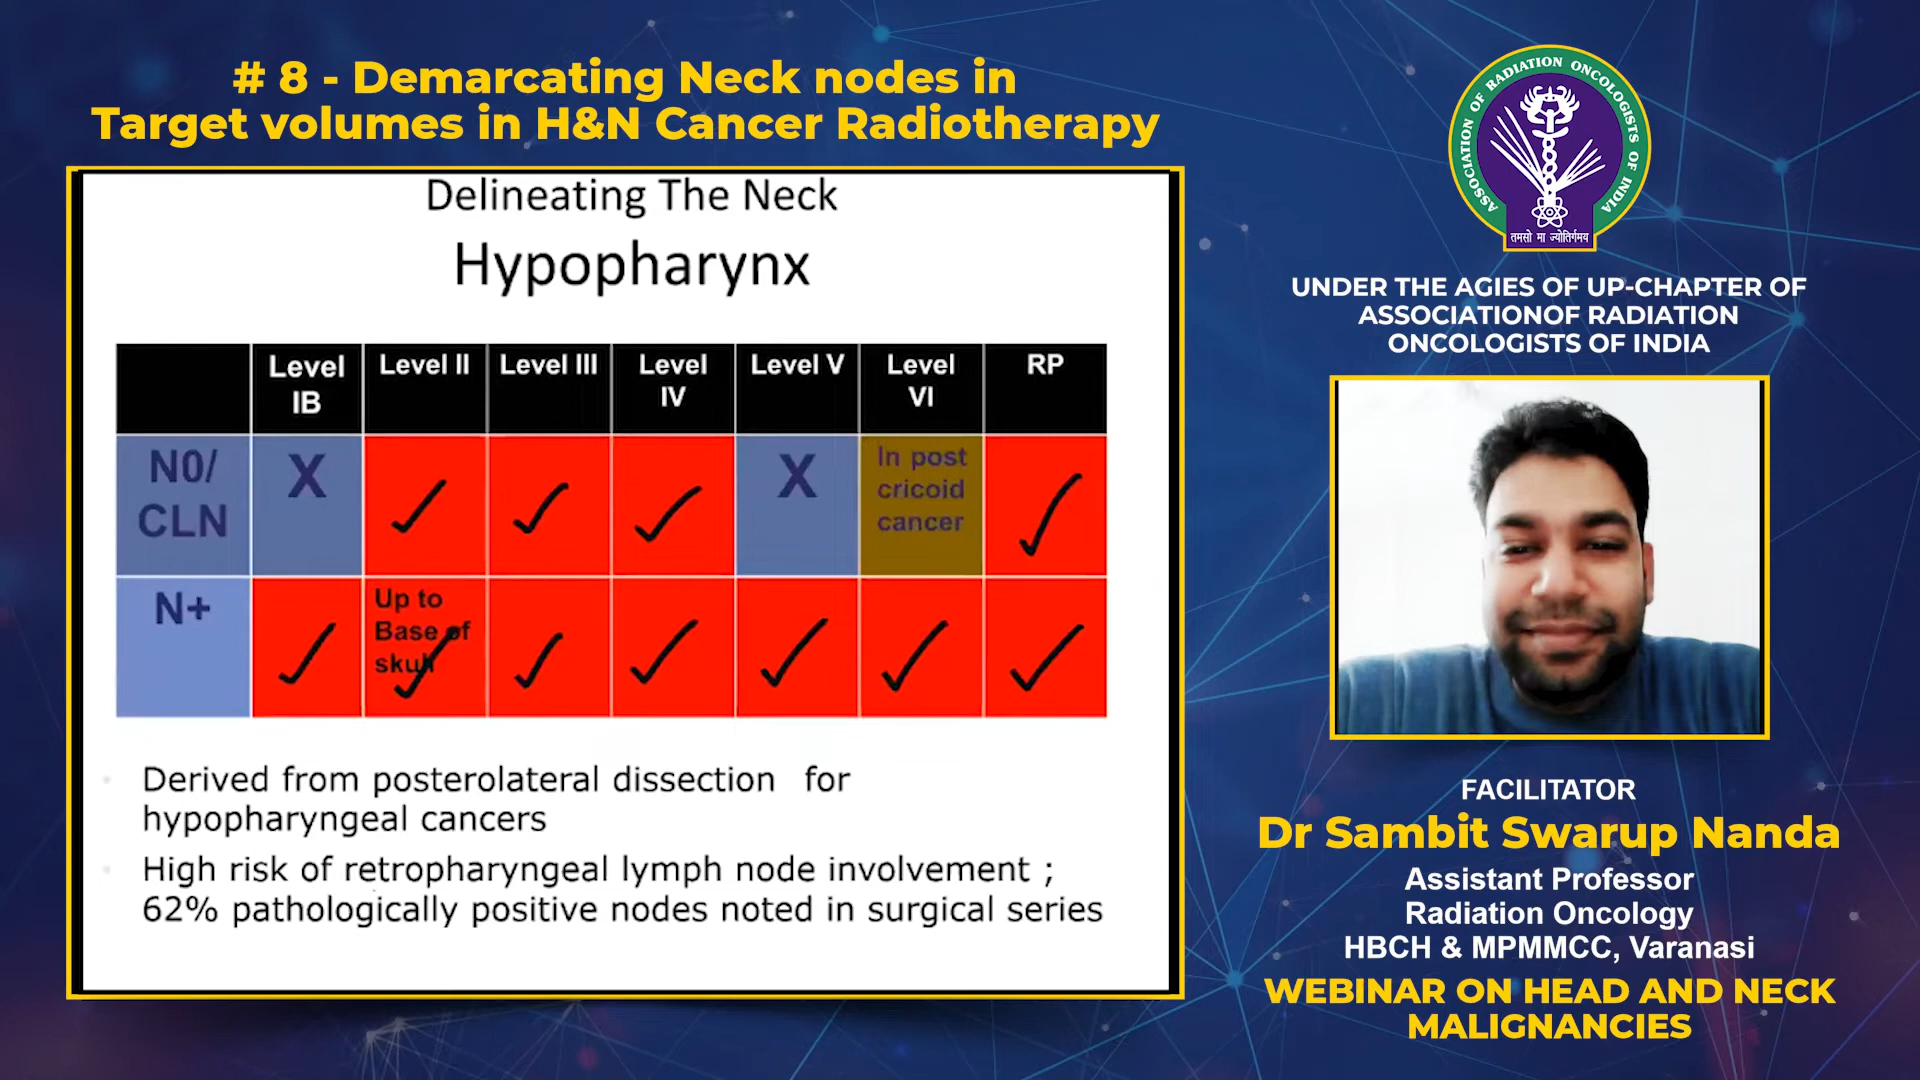 # 8 - Demarcating Neck nodes in
Target volumes in H&N Cancer Radiotherapy
Delineating The Neck
Hypopharynx
Level IB
Level II
Level III
Level IV
Level V
Level VI
RP
N0/ CLN
X
X
In post cricoid cancer
N+
Up to Base of skull
Derived from posterolateral dissection for
hypopharyngeal cancers
High risk of retropharyngeal lymph node involvement ;
62% pathologically positive nodes noted in surgical series
ASSOCIATION OF RADIATION ONCOLOGISTS OF INDIA
तमसो मा ज्योतिर्गमय
UNDER THE AGIES OF UP-CHAPTER OF
ASSOCIATIONOF RADIATION
ONCOLOGISTS OF INDIA
FACILITATOR
Dr Sambit Swarup Nanda
Assistant Professor
Radiation Oncology
HBCH & MPMMCC, Varanasi
WEBINAR ON HEAD AND NECK
MALIGNANCIES